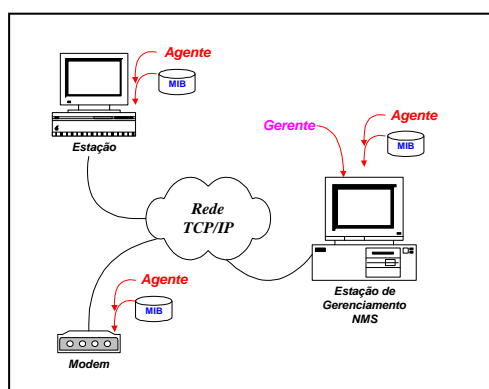 Agente
MIB
Estação
Gerente
Agente
MIB
Rede
TCP/IP
Estação de
Gerenciamento
NMS
Agente
MIB
Modem